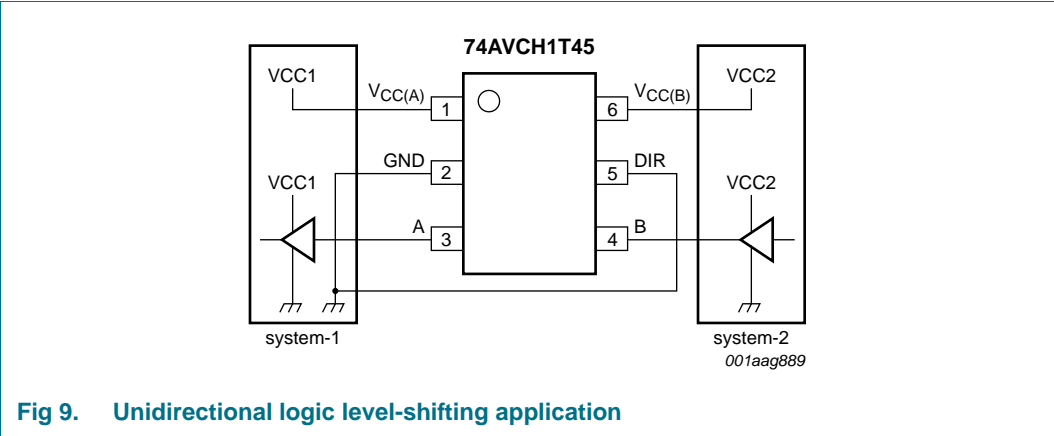 74AVCH1T45
VCC1
VCC(A)
1
6
VCC(B)
VCC2
GND
2
5
DIR
VCC1
VCC2
A
3
4
B
system-1
system-2
001aag889
Fig 9. Unidirectional logic level-shifting application